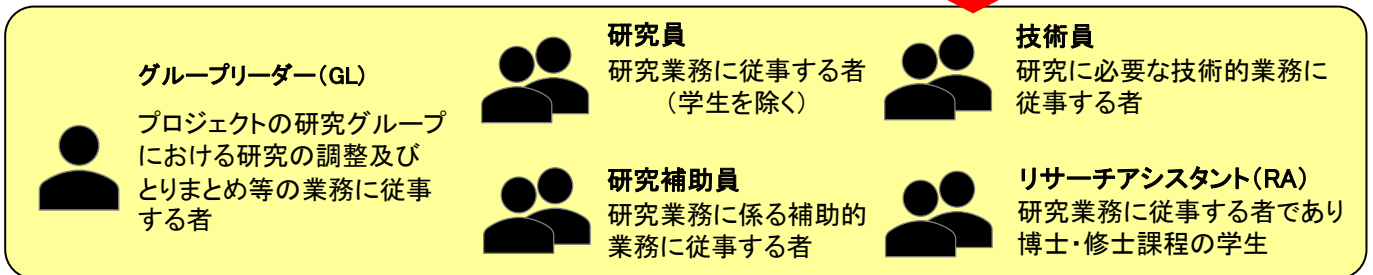 グループリーダー(GL)
プロジェクトの研究グループ
における研究の調整及び
とりまとめ等の業務に従事
する者
研究員
研究業務に従事する者
(学生を除く)
技術員
研究に必要な技術的業務に
従事する者
研究補助員
研究業務に係る補助的
業務に従事する者
リサーチアシスタント(RA)
研究業務に従事する者であり
博士・修士課程の学生